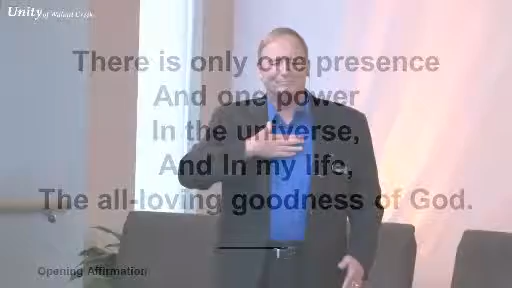 Unity of Walnut Creek
There is only one presence
And one power
In the universe,
And In my life,
The all-loving goodness of God.
Opening Affirmation